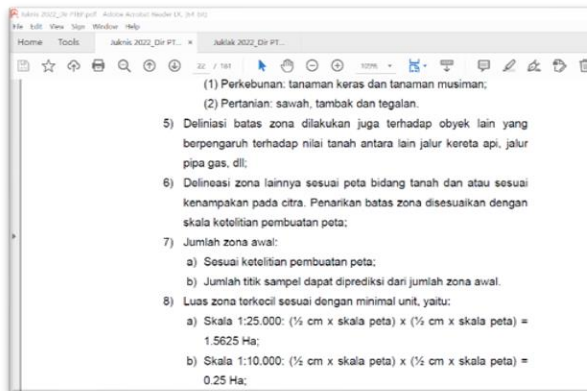 Juknis 2022_Dir PTEP.pdf - Adobe Acrobat Reader DC (64-bit)
File Edit View Sign Window Help
Home Tools Juknis 2022_Dir PT... × Juklak 2022_Dir PT...
22 / 161
(1) Perkebunan: tanaman keras dan tanaman musiman;
(2) Pertanian: sawah, tambak dan tegalan.
5) Deliniasi batas zona dilakukan juga terhadap obyek lain yang
berpengaruh terhadap nilai tanah antara lain jalur kereta api, jalur
pipa gas, dll;
6) Delineasi zona lainnya sesuai peta bidang tanah dan atau sesuai
kenampakan pada citra. Penarikan batas zona disesuaikan dengan
skala ketelitian pembuatan peta;
7) Jumlah zona awal:
a) Sesuai ketelitian pembuatan peta;
b) Jumlah titik sampel dapat diprediksi dari jumlah zona awal.
8) Luas zona terkecil sesuai dengan minimal unit, yaitu:
a) Skala 1:25.000: (½ cm x skala peta) x (½ cm x skala peta) =
1.5625 Ha;
b) Skala 1:10.000: (½ cm x skala peta) x (½ cm x skala peta) =
0.25 Ha;